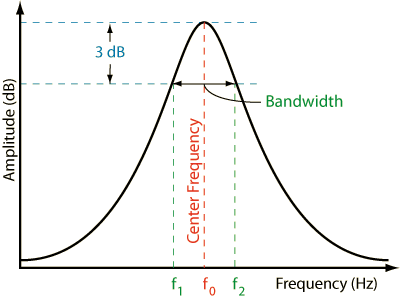 3 dB
Bandwidth
Amplitude (dB)
Center Frequency
f1 f0 f2 Frequency (Hz)